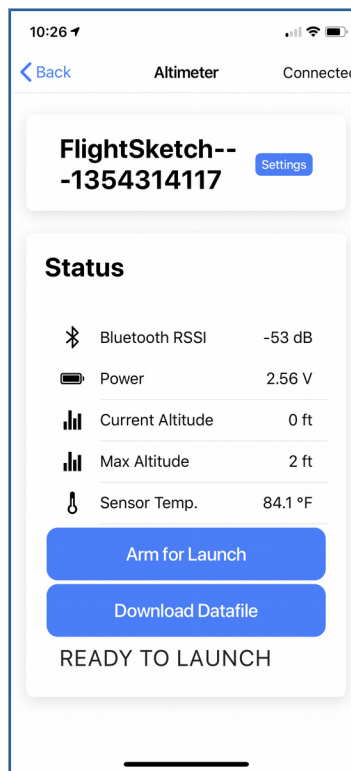 10:26
Back Altimeter Connected
FlightSketch--
-1354314117
Settings
Status
Bluetooth RSSI -53 dB
Power 2.56 V
Current Altitude 0 ft
Max Altitude 2 ft
Sensor Temp. 84.1 °F
Arm for Launch
Download Datafile
READY TO LAUNCH